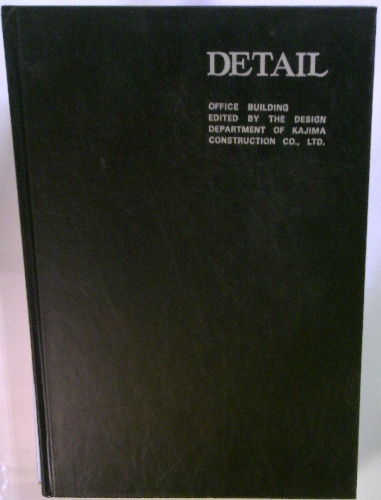 DETAIL
OFFICE BUILDING
EDITED BY THE DESIGN
DEPARTMENT OF KAJIMA
CONSTRUCTION CO., LTD.